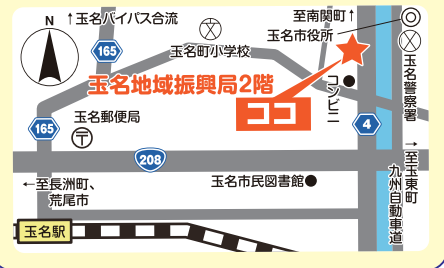 N
↑玉名バイパス合流
至南関町↑
玉名市役所
165
玉名町小学校
玉名地域振興局2階
ココ
コンビニ
玉名警察署
165
玉名郵便局
〒
4
208
→至玉東町
←至長洲町、
荒尾市
玉名市民図書館
九州自動車道
玉名駅